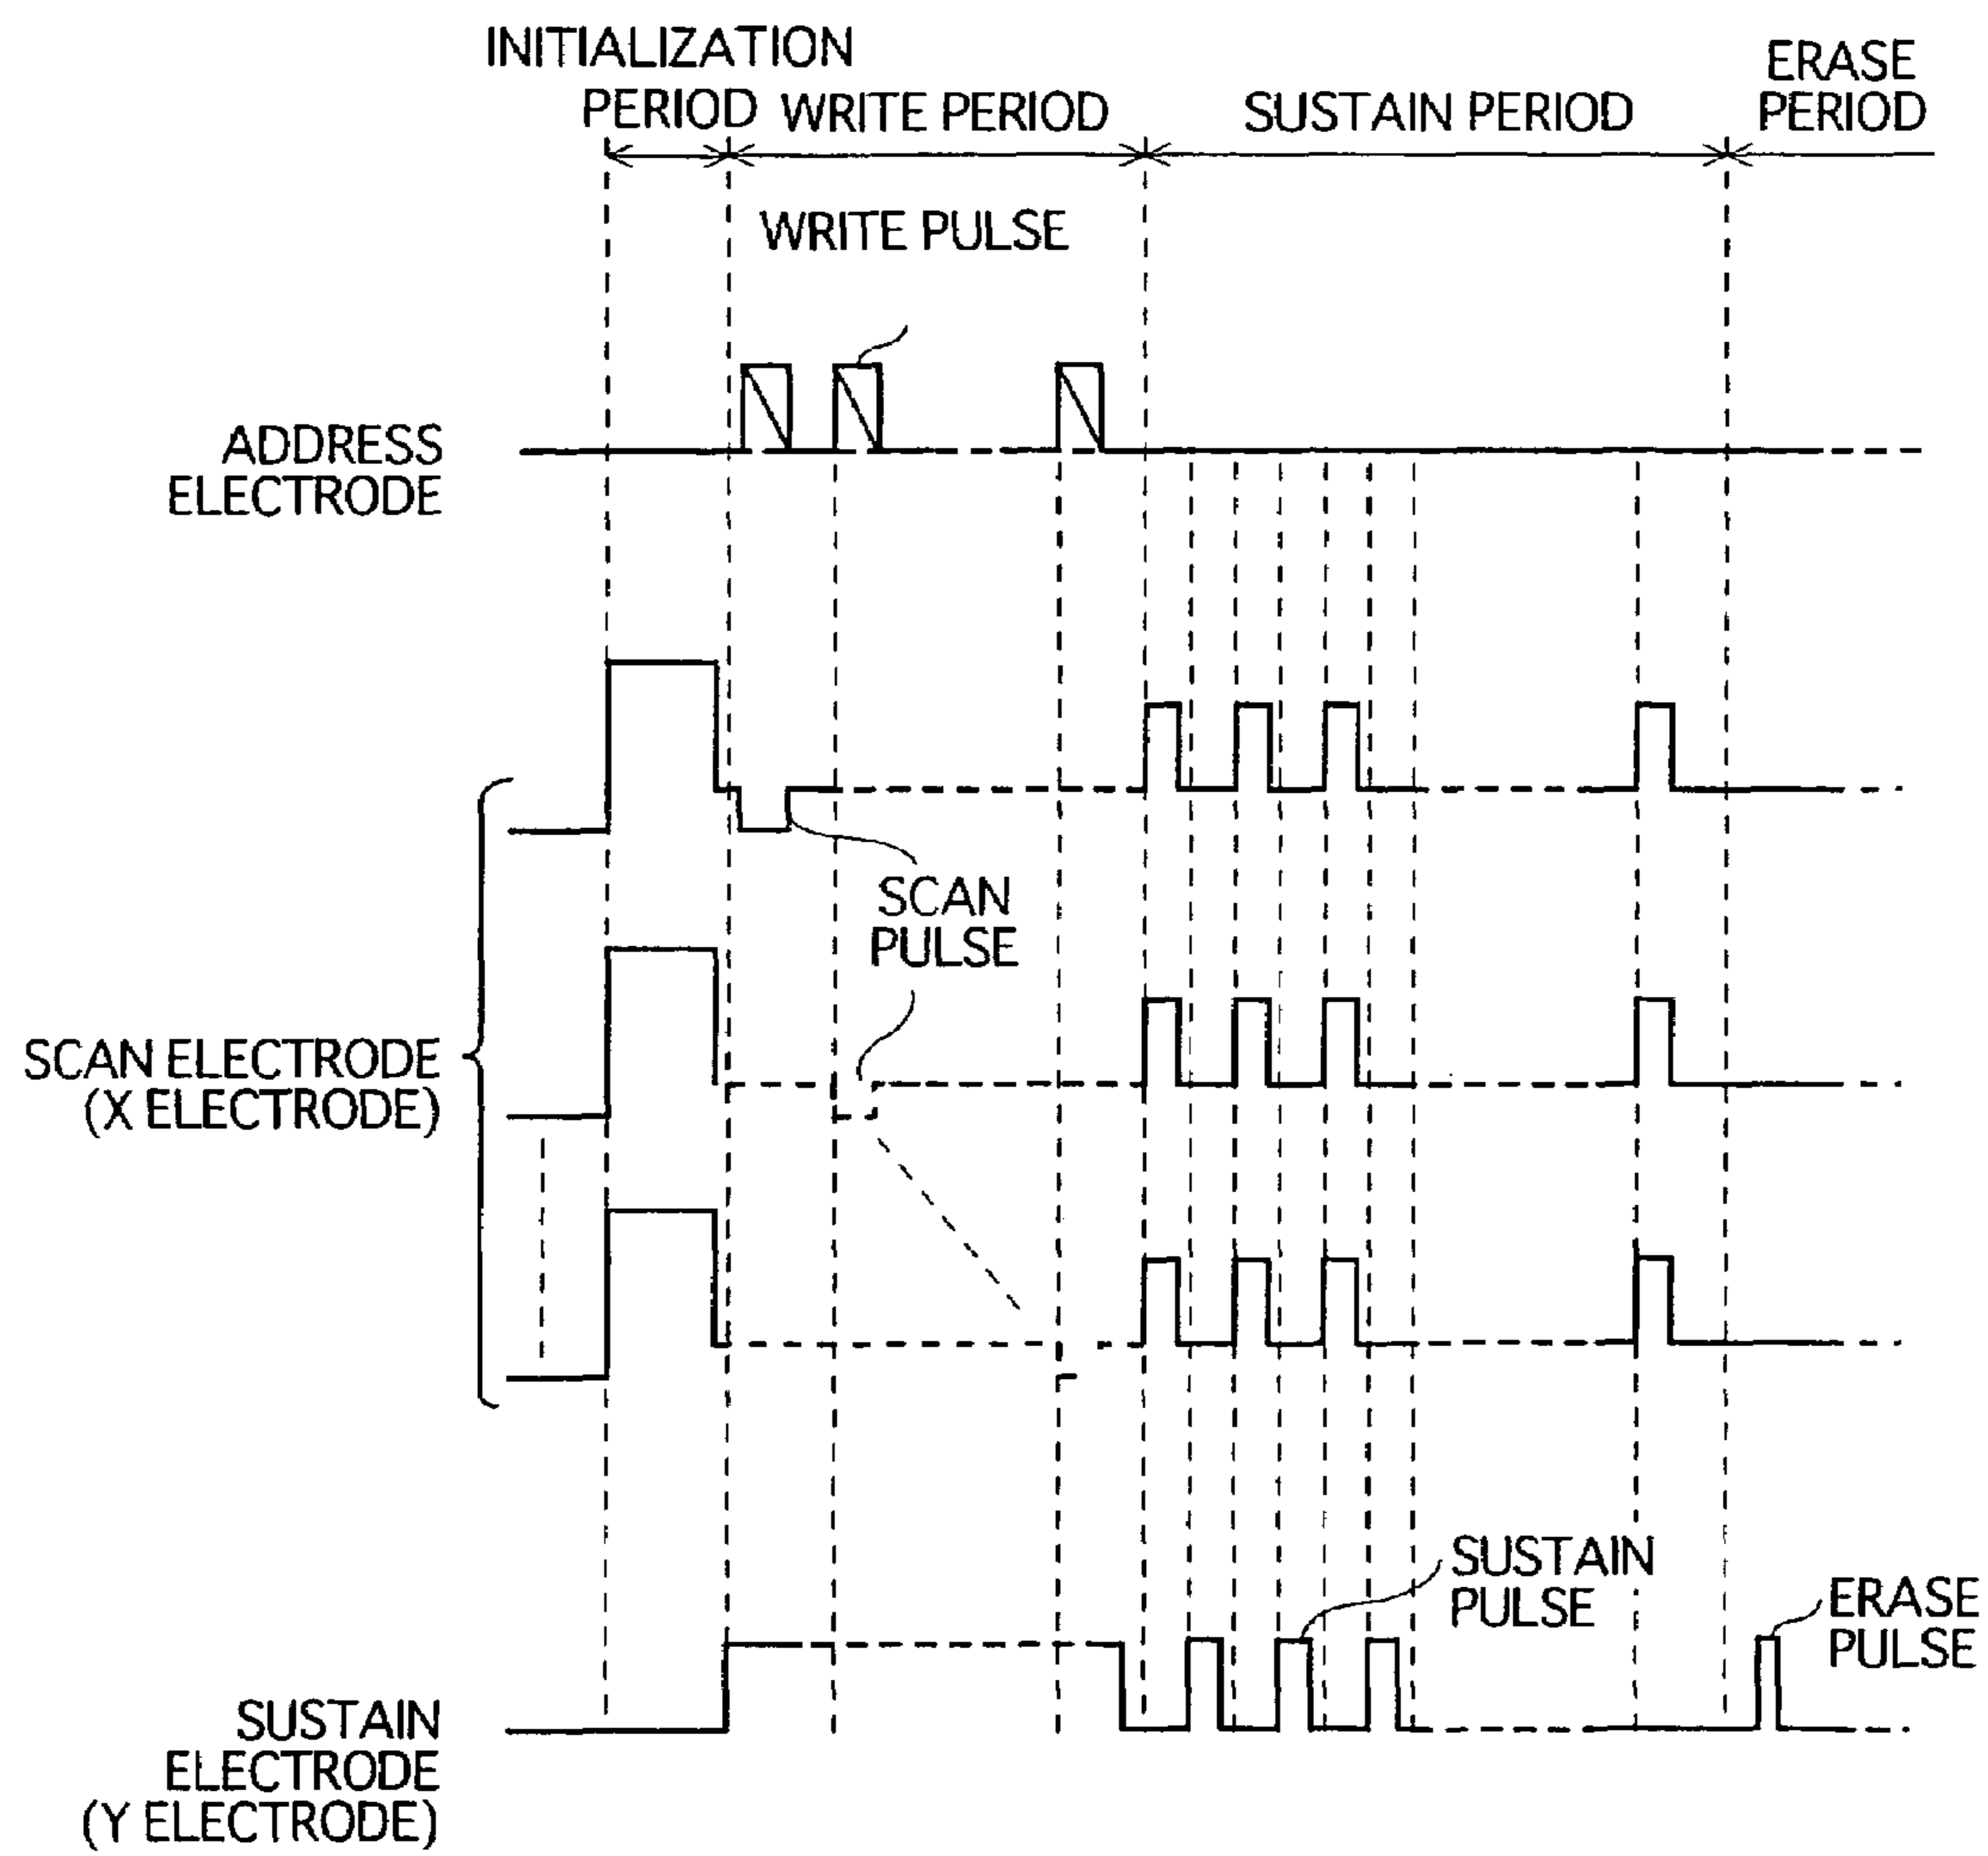 INITIALIZATION
PERIOD
WRITE PERIOD
SUSTAIN PERIOD
ERASE
PERIOD
WRITE PULSE
ADDRESS
ELECTRODE
SCAN
PULSE
SCAN ELECTRODE
(X ELECTRODE)
SUSTAIN
PULSE
ERASE
PULSE
SUSTAIN
ELECTRODE
(Y ELECTRODE)